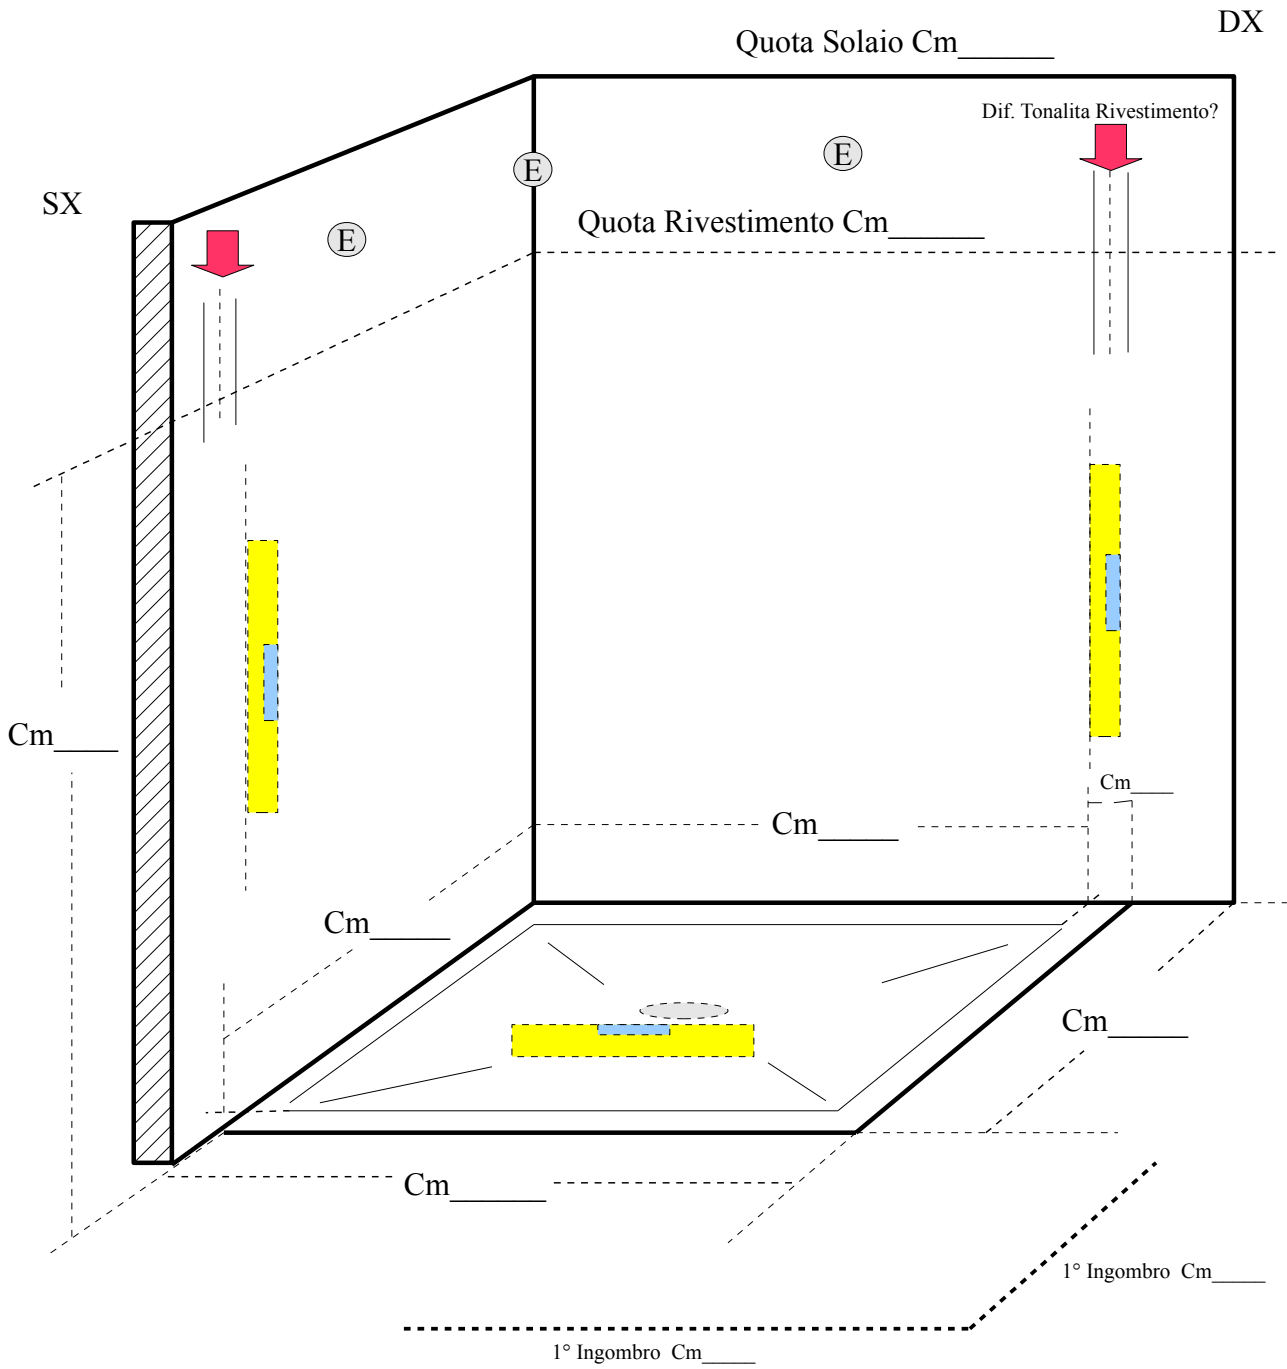 DX
Quota Solaio Cm______
Dif. Tonalita Rivestimento?
E
E
SX
Quota Rivestimento Cm______
E
Cm____
Cm____
Cm_____
Cm_____
Cm_____
Cm______
1° Ingombro Cm_____
1° Ingombro Cm_____